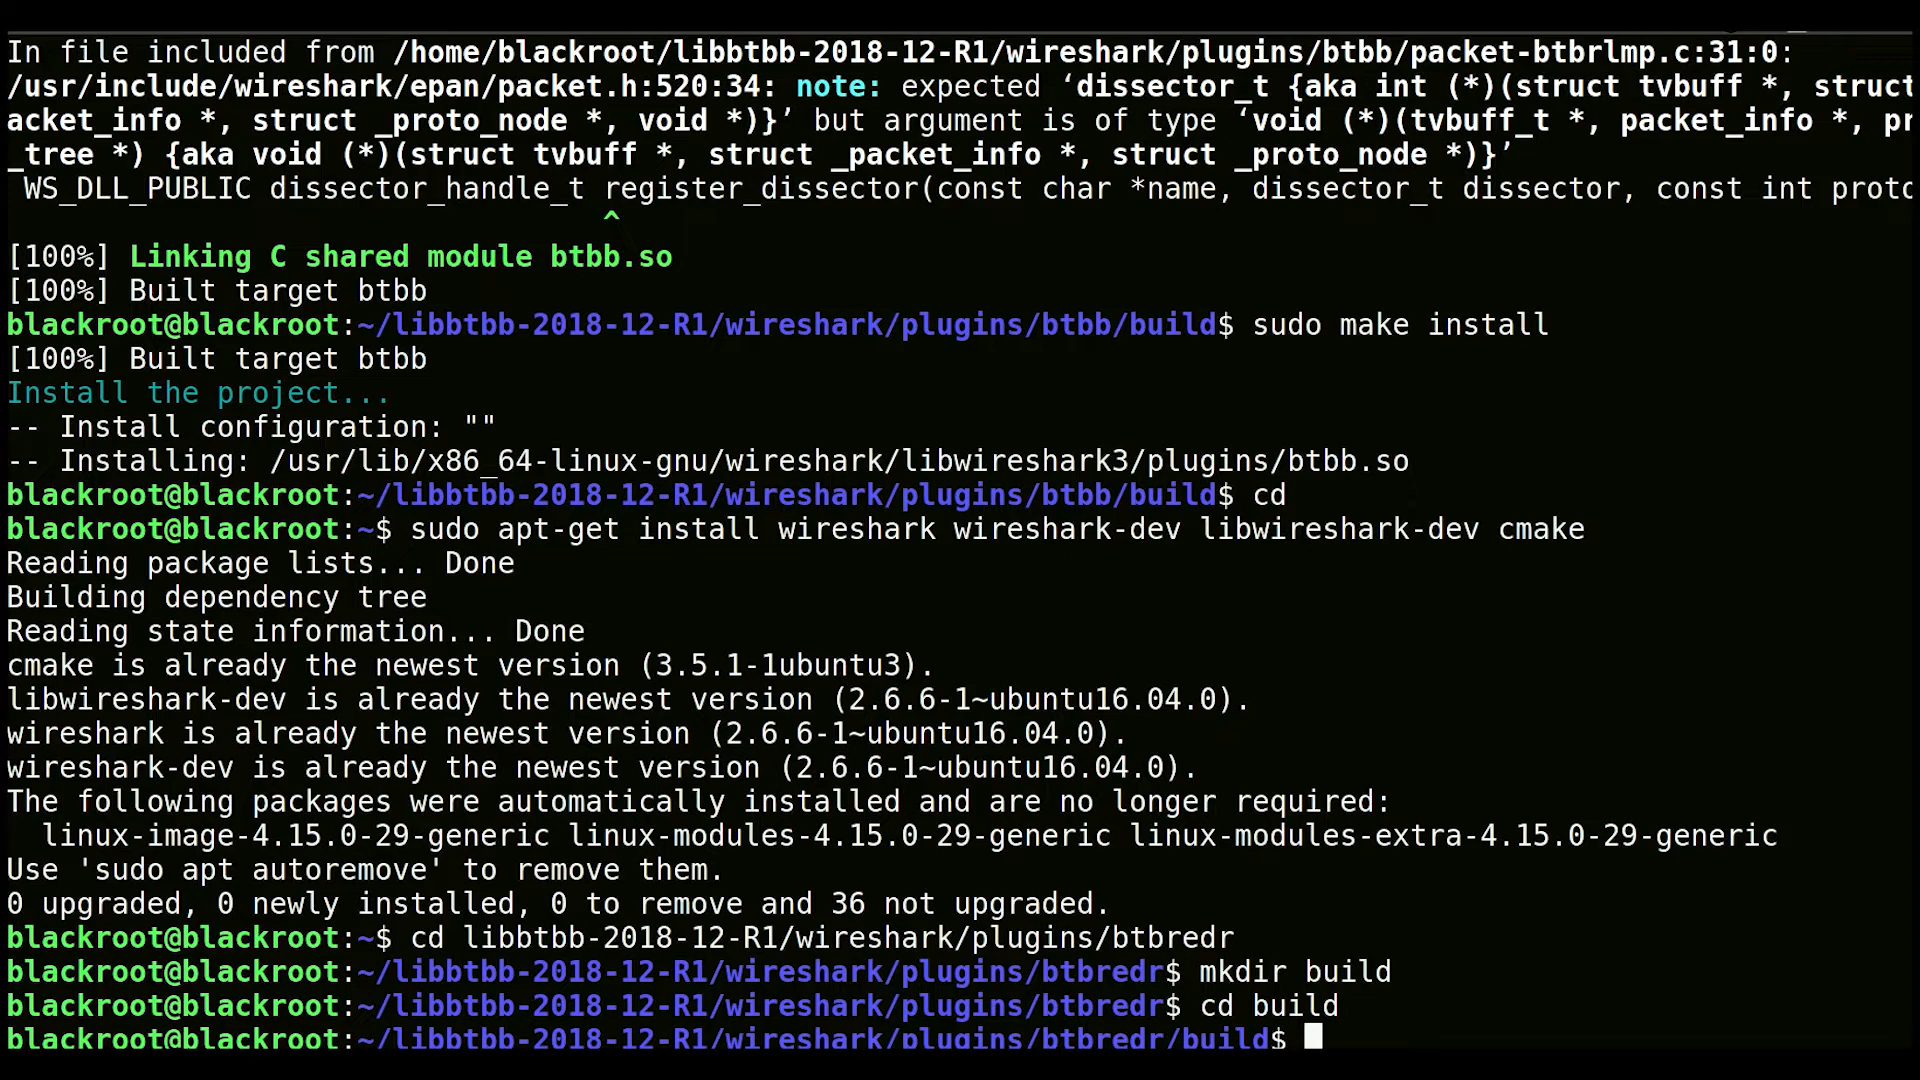 In file included from /home/blackroot/libbtbb-2018-12-R1/wireshark/plugins/btbb/packet-btbrlmp.c:31:0:
/usr/include/wireshark/epan/packet.h:520:34: note: expected ‘dissector_t {aka int (*)(struct tvbuff *, struct
acket_info *, struct _proto_node *, void *)}’ but argument is of type ‘void (*)(tvbuff_t *, packet_info *, pr
_tree *) {aka void (*)(struct tvbuff *, struct _packet_info *, struct _proto_node *)}’
 WS_DLL_PUBLIC dissector_handle_t register_dissector(const char *name, dissector_t dissector, const int proto
^
[100%] Linking C shared module btbb.so
[100%] Built target btbb
blackroot@blackroot:~/libbtbb-2018-12-R1/wireshark/plugins/btbb/build$ sudo make install
[100%] Built target btbb
Install the project...
-- Install configuration: ""
-- Installing: /usr/lib/x86_64-linux-gnu/wireshark/libwireshark3/plugins/btbb.so
blackroot@blackroot:~/libbtbb-2018-12-R1/wireshark/plugins/btbb/build$ cd
blackroot@blackroot:~$ sudo apt-get install wireshark wireshark-dev libwireshark-dev cmake
Reading package lists... Done
Building dependency tree
Reading state information... Done
cmake is already the newest version (3.5.1-1ubuntu3).
libwireshark-dev is already the newest version (2.6.6-1~ubuntu16.04.0).
wireshark is already the newest version (2.6.6-1~ubuntu16.04.0).
wireshark-dev is already the newest version (2.6.6-1~ubuntu16.04.0).
The following packages were automatically installed and are no longer required:
  linux-image-4.15.0-29-generic linux-modules-4.15.0-29-generic linux-modules-extra-4.15.0-29-generic
Use 'sudo apt autoremove' to remove them.
0 upgraded, 0 newly installed, 0 to remove and 36 not upgraded.
blackroot@blackroot:~$ cd libbtbb-2018-12-R1/wireshark/plugins/btbredr
blackroot@blackroot:~/libbtbb-2018-12-R1/wireshark/plugins/btbredr$ mkdir build
blackroot@blackroot:~/libbtbb-2018-12-R1/wireshark/plugins/btbredr$ cd build
blackroot@blackroot:~/libbtbb-2018-12-R1/wireshark/plugins/btbredr/build$